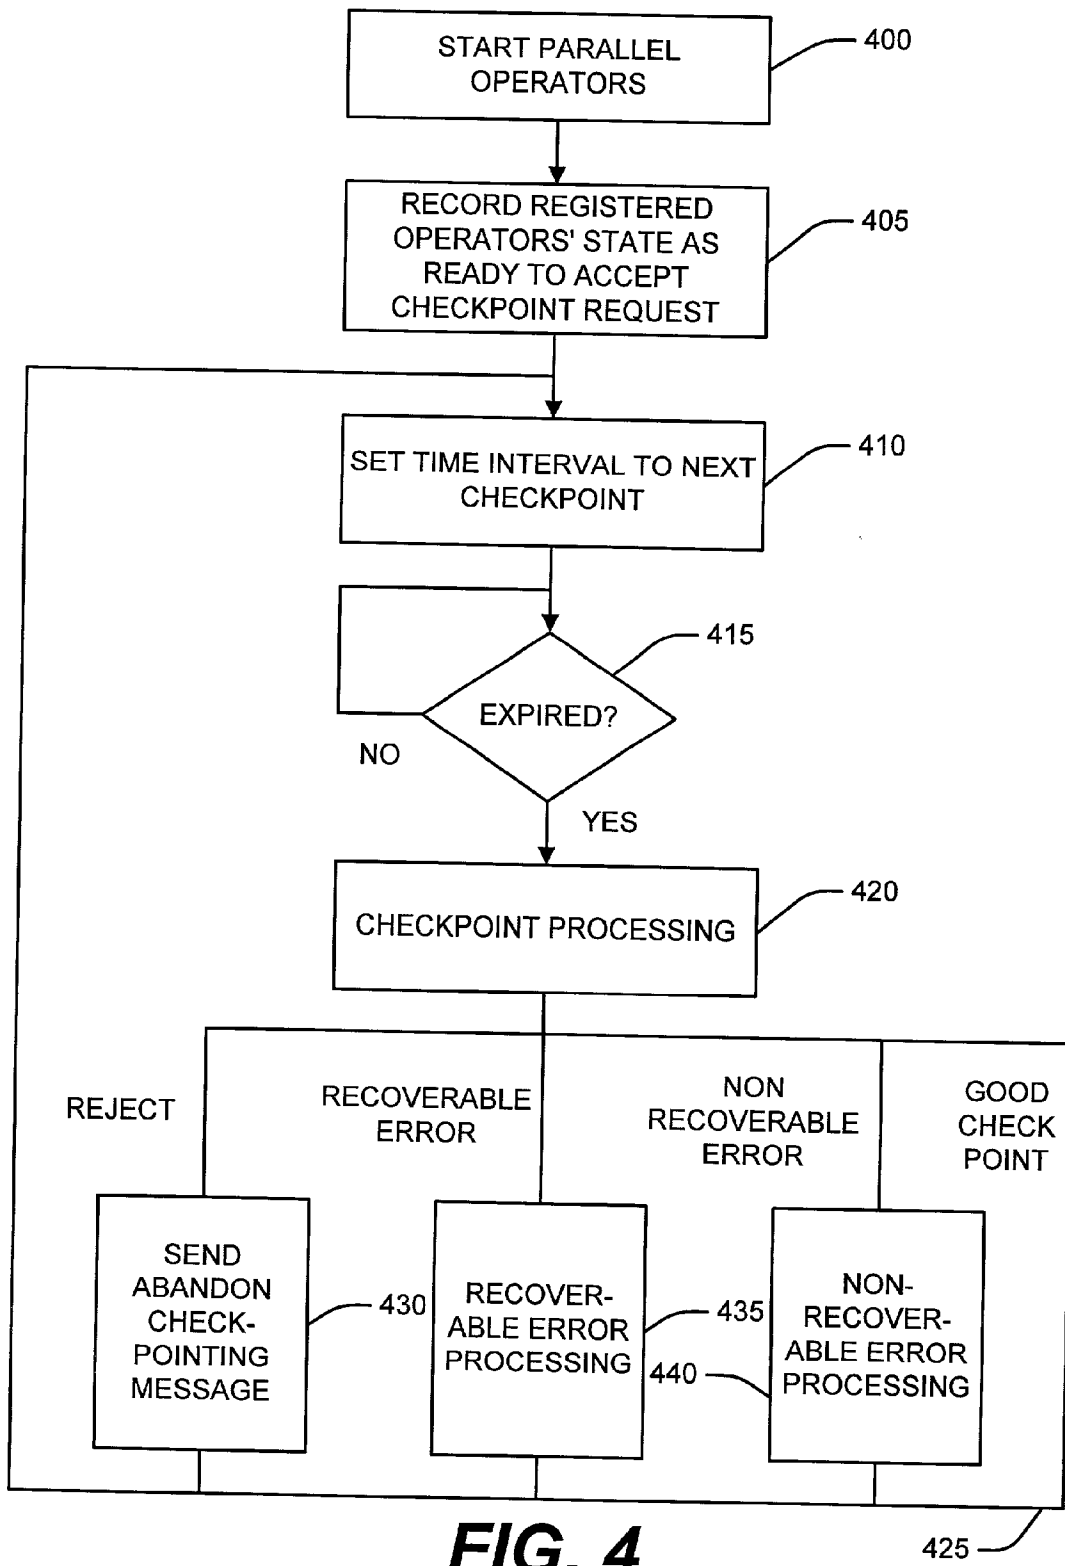 START PARALLEL
OPERATORS
400
RECORD REGISTERED
OPERATORS' STATE AS
READY TO ACCEPT
CHECKPOINT REQUEST
405
SET TIME INTERVAL TO NEXT
CHECKPOINT
410
EXPIRED?
415
NO
YES
CHECKPOINT PROCESSING
420
REJECT
RECOVERABLE
ERROR
NON
RECOVERABLE
ERROR
GOOD
CHECK
POINT
SEND
ABANDON
CHECK-
POINTING
MESSAGE
430
RECOVER-
ABLE ERROR
PROCESSING
435
440
NON-
RECOVER-
ABLE ERROR
PROCESSING
425
FIG. 4